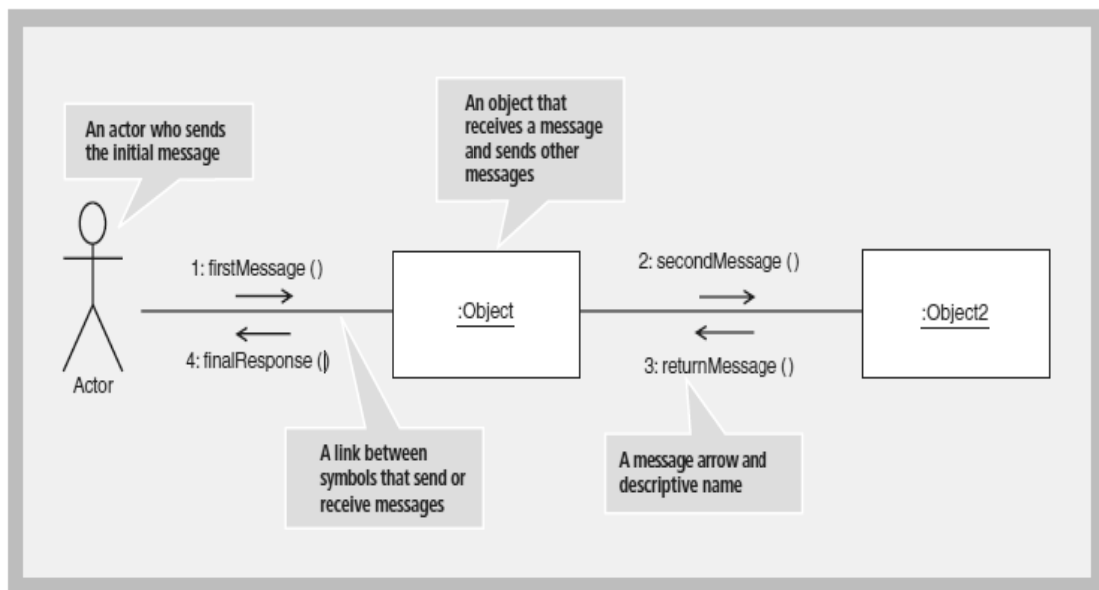 An actor who sends
the initial message
An object that
receives a message
and sends other
messages
1: firstMessage ( )
2: secondMessage ( )
:Object
:Object2
4: finalResponse ( )
3: returnMessage ( )
Actor
A link between
symbols that send or
receive messages
A message arrow and
descriptive name